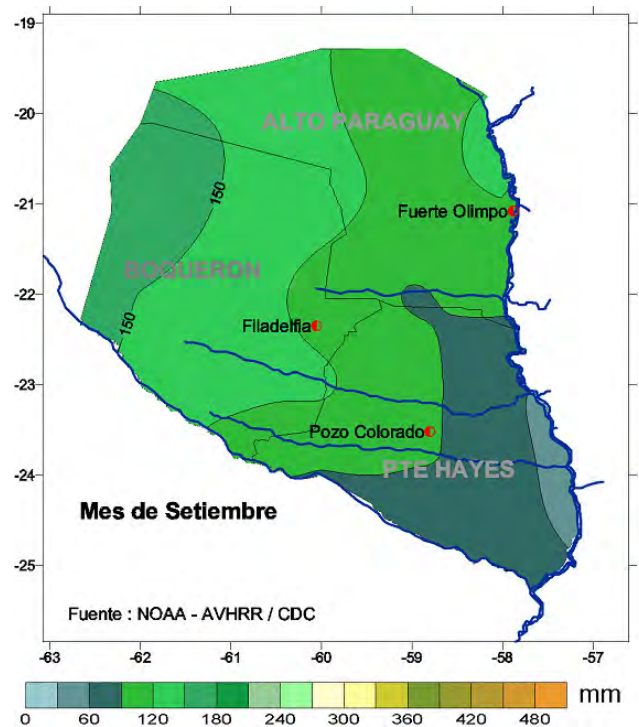 -19
-20
-21
-22
-23
-24
-25
ALTO PARAGUAY
150
Fuerte Olimpo
BOQUERON
150
Filadelfia
Pozo Colorado
PTE HAYES
Mes de Setiembre
Fuente : NOAA - AVHRR / CDC
-63 -62 -61 -60 -59 -58 -57
0 60 120 180 240 300 360 420 480 mm